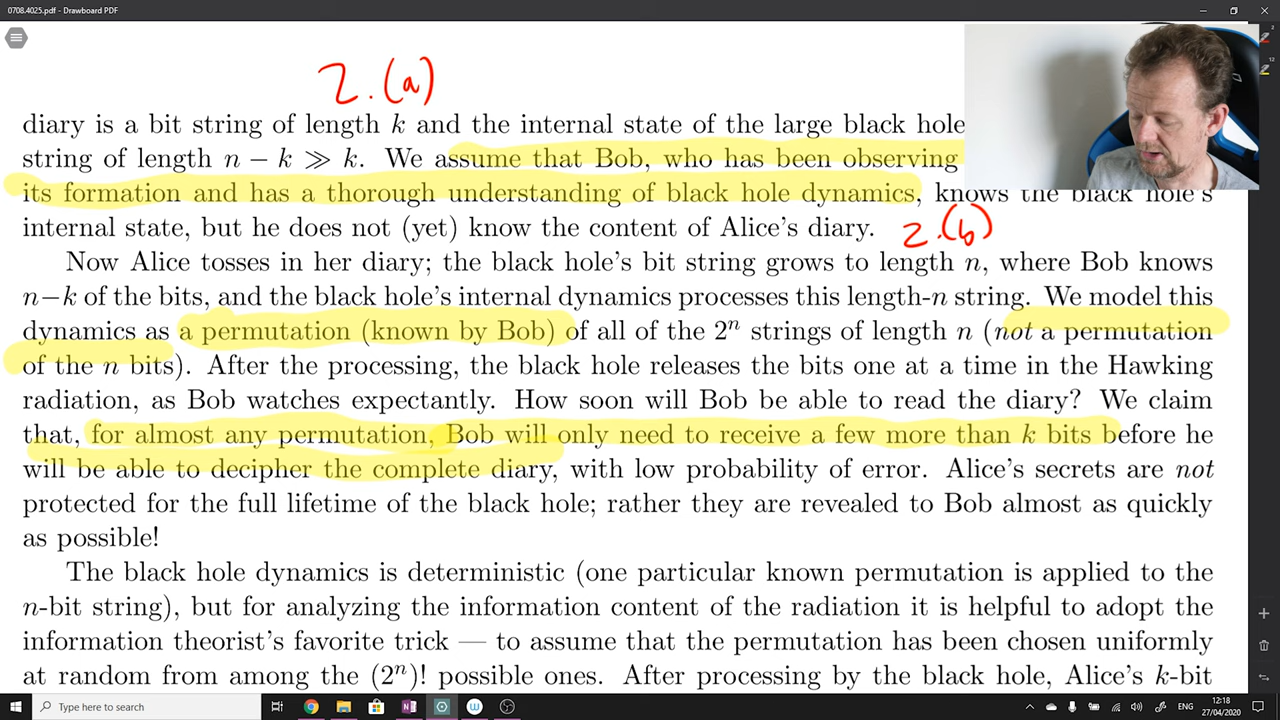 0708.4025.pdf - Drawboard PDF
2.(a)
diary is a bit string of length k and the internal state of the large black hole
string of length n − k ≫ k. We assume that Bob, who has been observing
its formation and has a thorough understanding of black hole dynamics, knows the black hole's
internal state, but he does not (yet) know the content of Alice's diary. 2.(b)
Now Alice tosses in her diary; the black hole's bit string grows to length n, where Bob knows
n−k of the bits, and the black hole's internal dynamics processes this length-n string. We model this
dynamics as a permutation (known by Bob) of all of the 2ⁿ strings of length n (not a permutation
of the n bits). After the processing, the black hole releases the bits one at a time in the Hawking
radiation, as Bob watches expectantly. How soon will Bob be able to read the diary? We claim
that, for almost any permutation, Bob will only need to receive a few more than k bits before he
will be able to decipher the complete diary, with low probability of error. Alice's secrets are not
protected for the full lifetime of the black hole; rather they are revealed to Bob almost as quickly
as possible!
The black hole dynamics is deterministic (one particular known permutation is applied to the
n-bit string), but for analyzing the information content of the radiation it is helpful to adopt the
information theorist's favorite trick — to assume that the permutation has been chosen uniformly
at random from among the (2ⁿ)! possible ones. After processing by the black hole, Alice's k-bit
Type here to search
ENG
12:18
27/04/2020